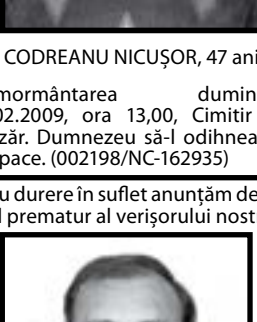 CODREANU NICUȘOR, 47 ani
mormântarea dumin
02.2009, ora 13,00, Cimitir
zăr. Dumnezeu să-l odihnea
pace. (002198/NC-162935)
u durere în suflet anunțăm de
l prematur al verișorului nostr